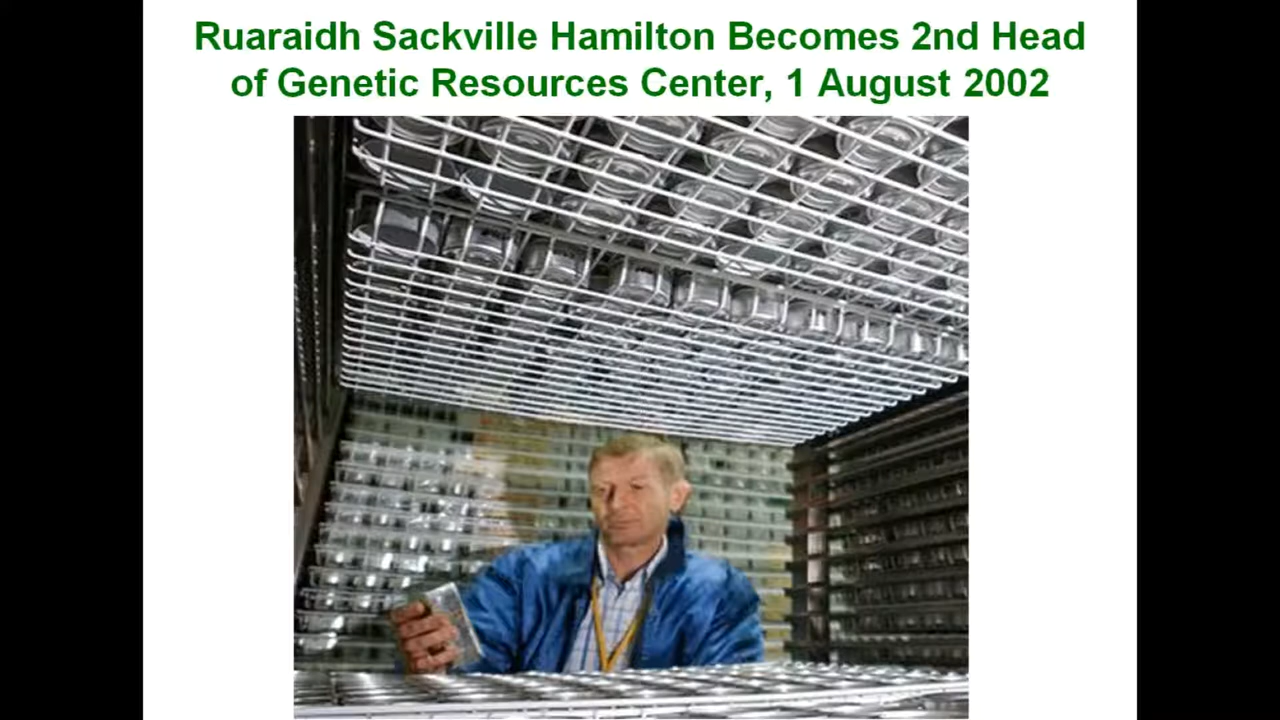 Ruaraidh Sackville Hamilton Becomes 2nd Head
of Genetic Resources Center, 1 August 2002